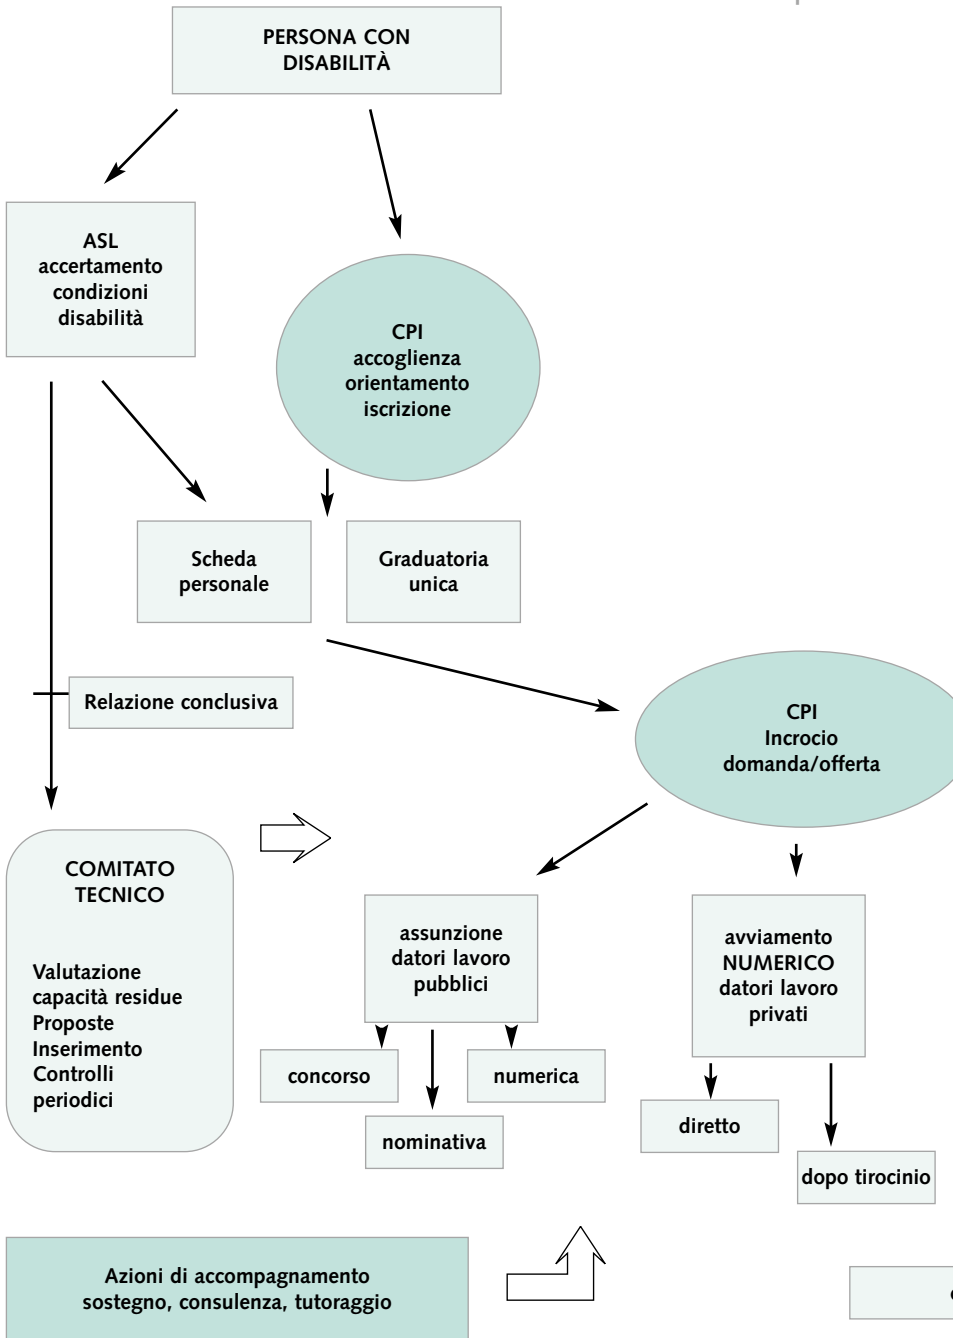 PERSONA CON
DISABILITÀ
ASL
accertamento
condizioni
disabilità
CPI
accoglienza
orientamento
iscrizione
Scheda
personale
Graduatoria
unica
Relazione conclusiva
CPI
Incrocio
domanda/offerta
COMITATO
TECNICO
Valutazione
capacità residue
Proposte
Inserimento
Controlli
periodici
assunzione
datori lavoro
pubblici
avviamento
NUMERICO
datori lavoro
privati
concorso
numerica
nominativa
diretto
dopo tirocinio
Azioni di accompagnamento
sostegno, consulenza, tutoraggio